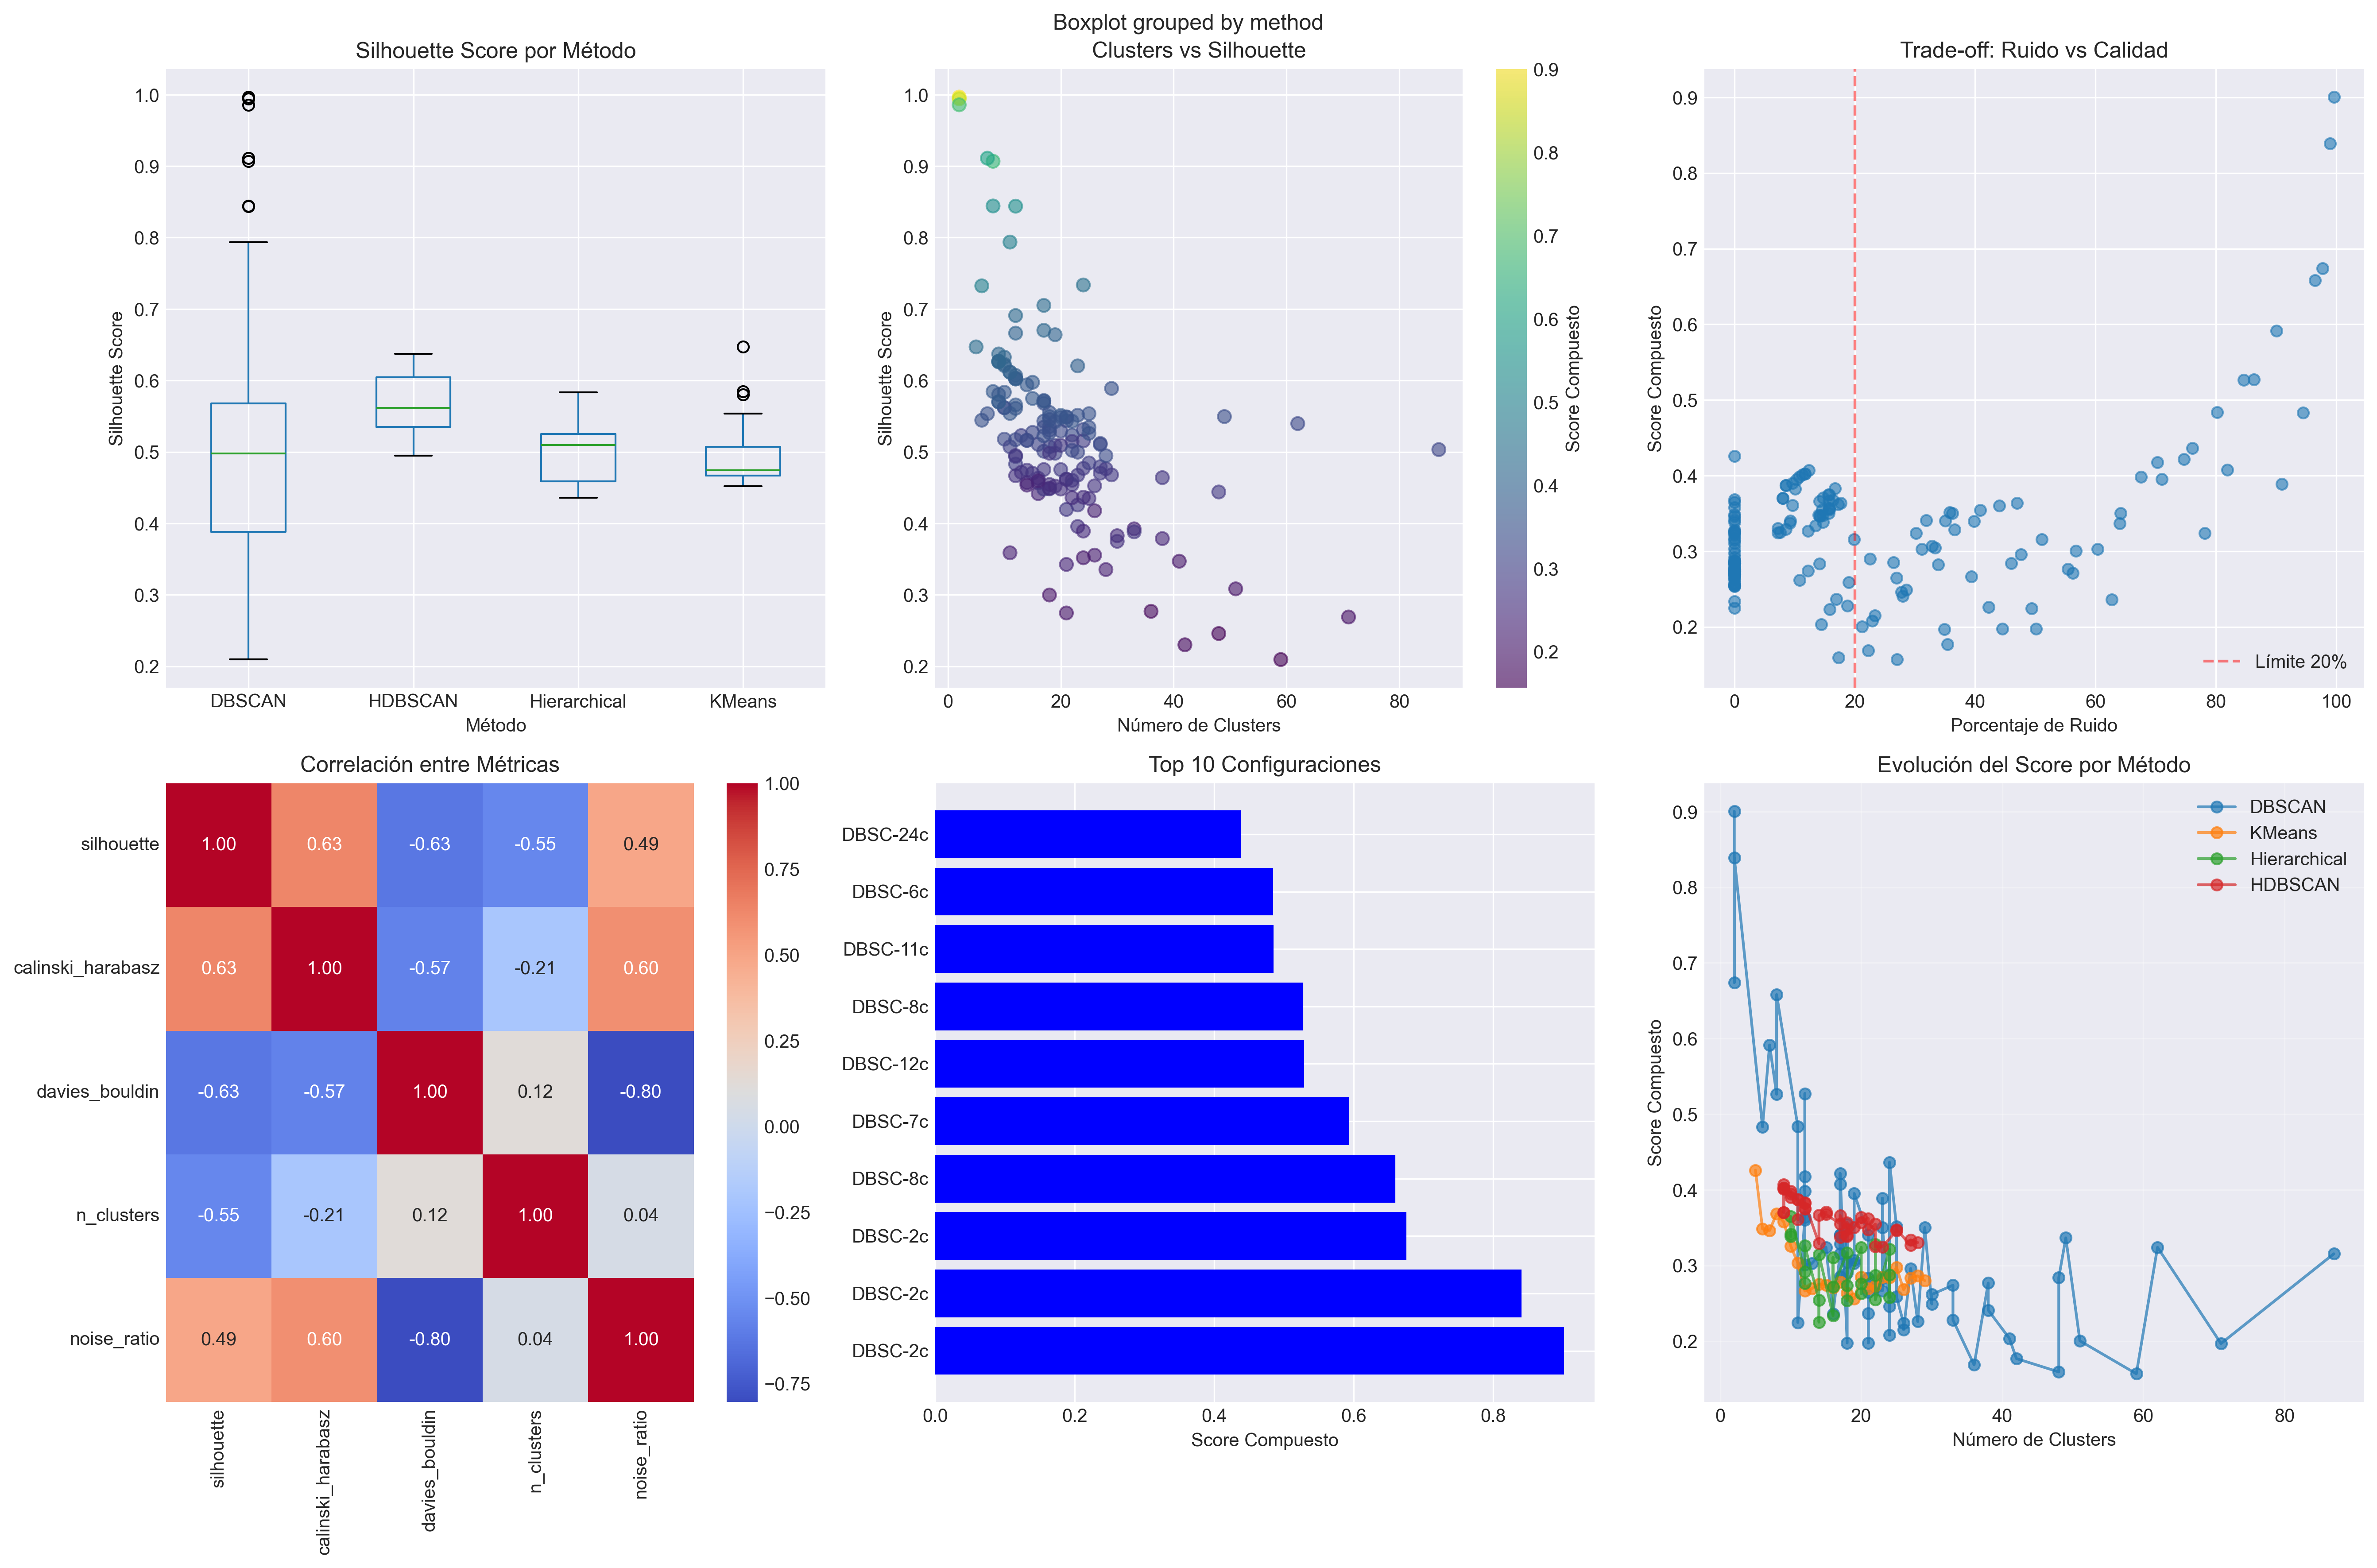 Boxplot grouped by method
Silhouette Score por Método
Silhouette Score
1.0
0.9
0.8
0.7
0.6
0.5
0.4
0.3
0.2
DBSCAN
HDBSCAN
Hierarchical
KMeans
Método
Clusters vs Silhouette
Silhouette Score
1.0
0.9
0.8
0.7
0.6
0.5
0.4
0.3
0.2
0
20
40
60
80
Número de Clusters
0.9
0.8
0.7
0.6
0.5
0.4
0.3
0.2
Score Compuesto
Trade-off: Ruido vs Calidad
Score Compuesto
0.9
0.8
0.7
0.6
0.5
0.4
0.3
0.2
Límite 20%
0
20
40
60
80
100
Porcentaje de Ruido
Correlación entre Métricas
silhouette
1.00
0.63
-0.63
-0.55
0.49
calinski_harabasz
0.63
1.00
-0.57
-0.21
0.60
davies_bouldin
-0.63
-0.57
1.00
0.12
-0.80
n_clusters
-0.55
-0.21
0.12
1.00
0.04
noise_ratio
0.49
0.60
-0.80
0.04
1.00
silhouette
calinski_harabasz
davies_bouldin
n_clusters
noise_ratio
1.00
0.75
0.50
0.25
0.00
−0.25
−0.50
−0.75
Top 10 Configuraciones
DBSC-24c
DBSC-6c
DBSC-11c
DBSC-8c
DBSC-12c
DBSC-7c
DBSC-8c
DBSC-2c
DBSC-2c
DBSC-2c
0.0
0.2
0.4
0.6
0.8
Score Compuesto
Evolución del Score por Método
Score Compuesto
0.9
0.8
0.7
0.6
0.5
0.4
0.3
0.2
DBSCAN
KMeans
Hierarchical
HDBSCAN
0
20
40
60
80
Número de Clusters